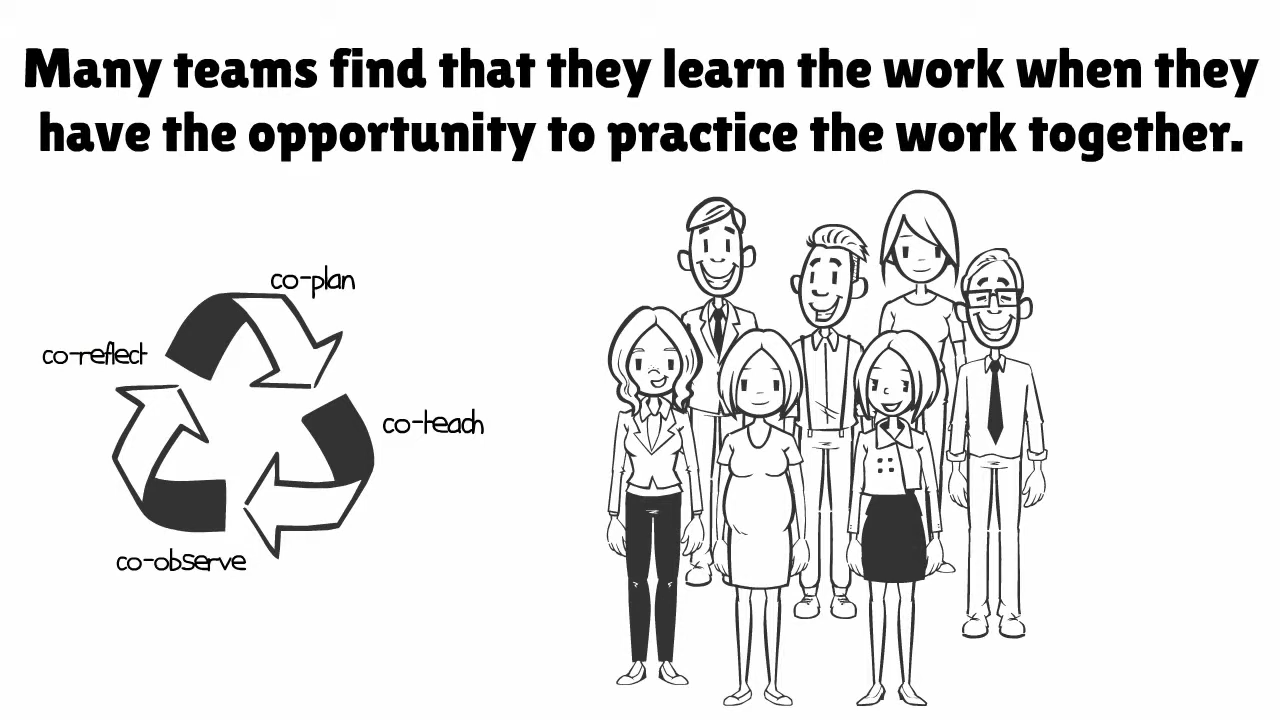 Many teams find that they learn the work when they
have the opportunity to practice the work together.
co-plan
co-reflect
co-teach
co-observe